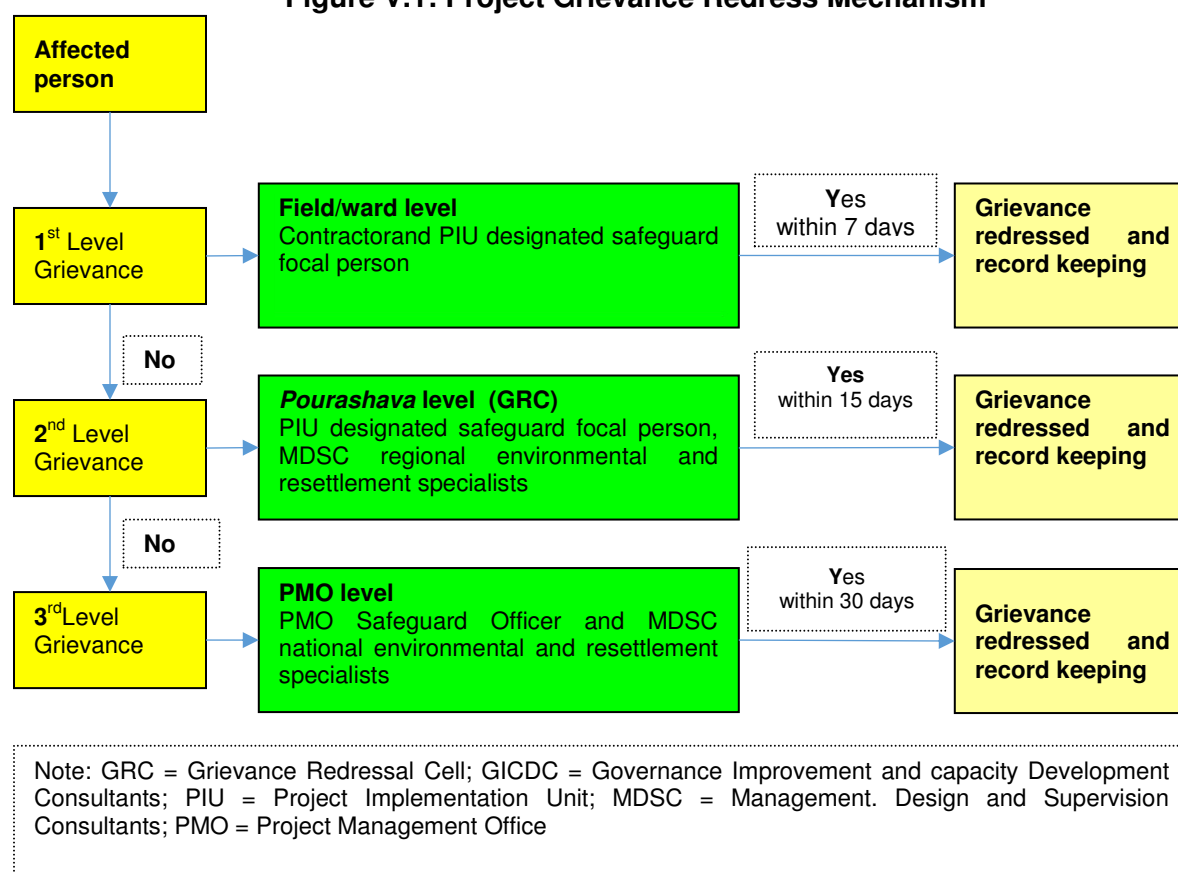 Figure V.1: Project Grievance Redress Mechanism
Affected
person
1st Level
Grievance
Field/ward level
Contractorand PIU designated safeguard
focal person
Yes
within 7 days
Grievance
redressed and
record keeping
No
2nd Level
Grievance
Pourashava level (GRC)
PIU designated safeguard focal person,
MDSC regional environmental and
resettlement specialists
Yes
within 15 days
Grievance
redressed and
record keeping
No
3rdLevel
Grievance
PMO level
PMO Safeguard Officer and MDSC
national environmental and resettlement
specialists
Yes
within 30 days
Grievance
redressed and
record keeping
Note: GRC = Grievance Redressal Cell; GICDC = Governance Improvement and capacity Development
Consultants; PIU = Project Implementation Unit; MDSC = Management. Design and Supervision
Consultants; PMO = Project Management Office